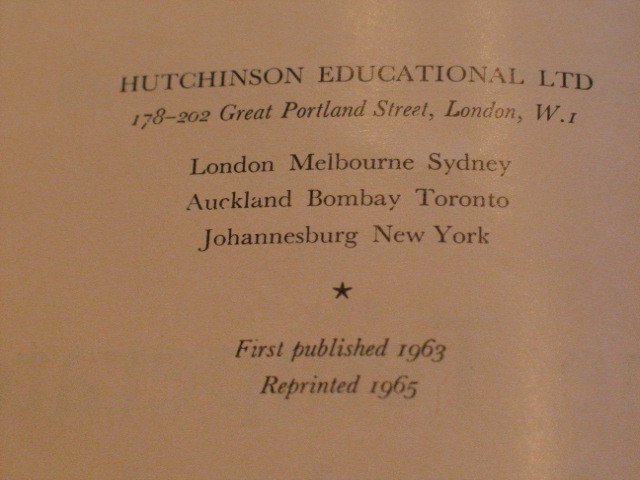 HUTCHINSON EDUCATIONAL LTD
178–202 Great Portland Street, London, W.1
London Melbourne Sydney
Auckland Bombay Toronto
Johannesburg New York
★
First published 1963
Reprinted 1965